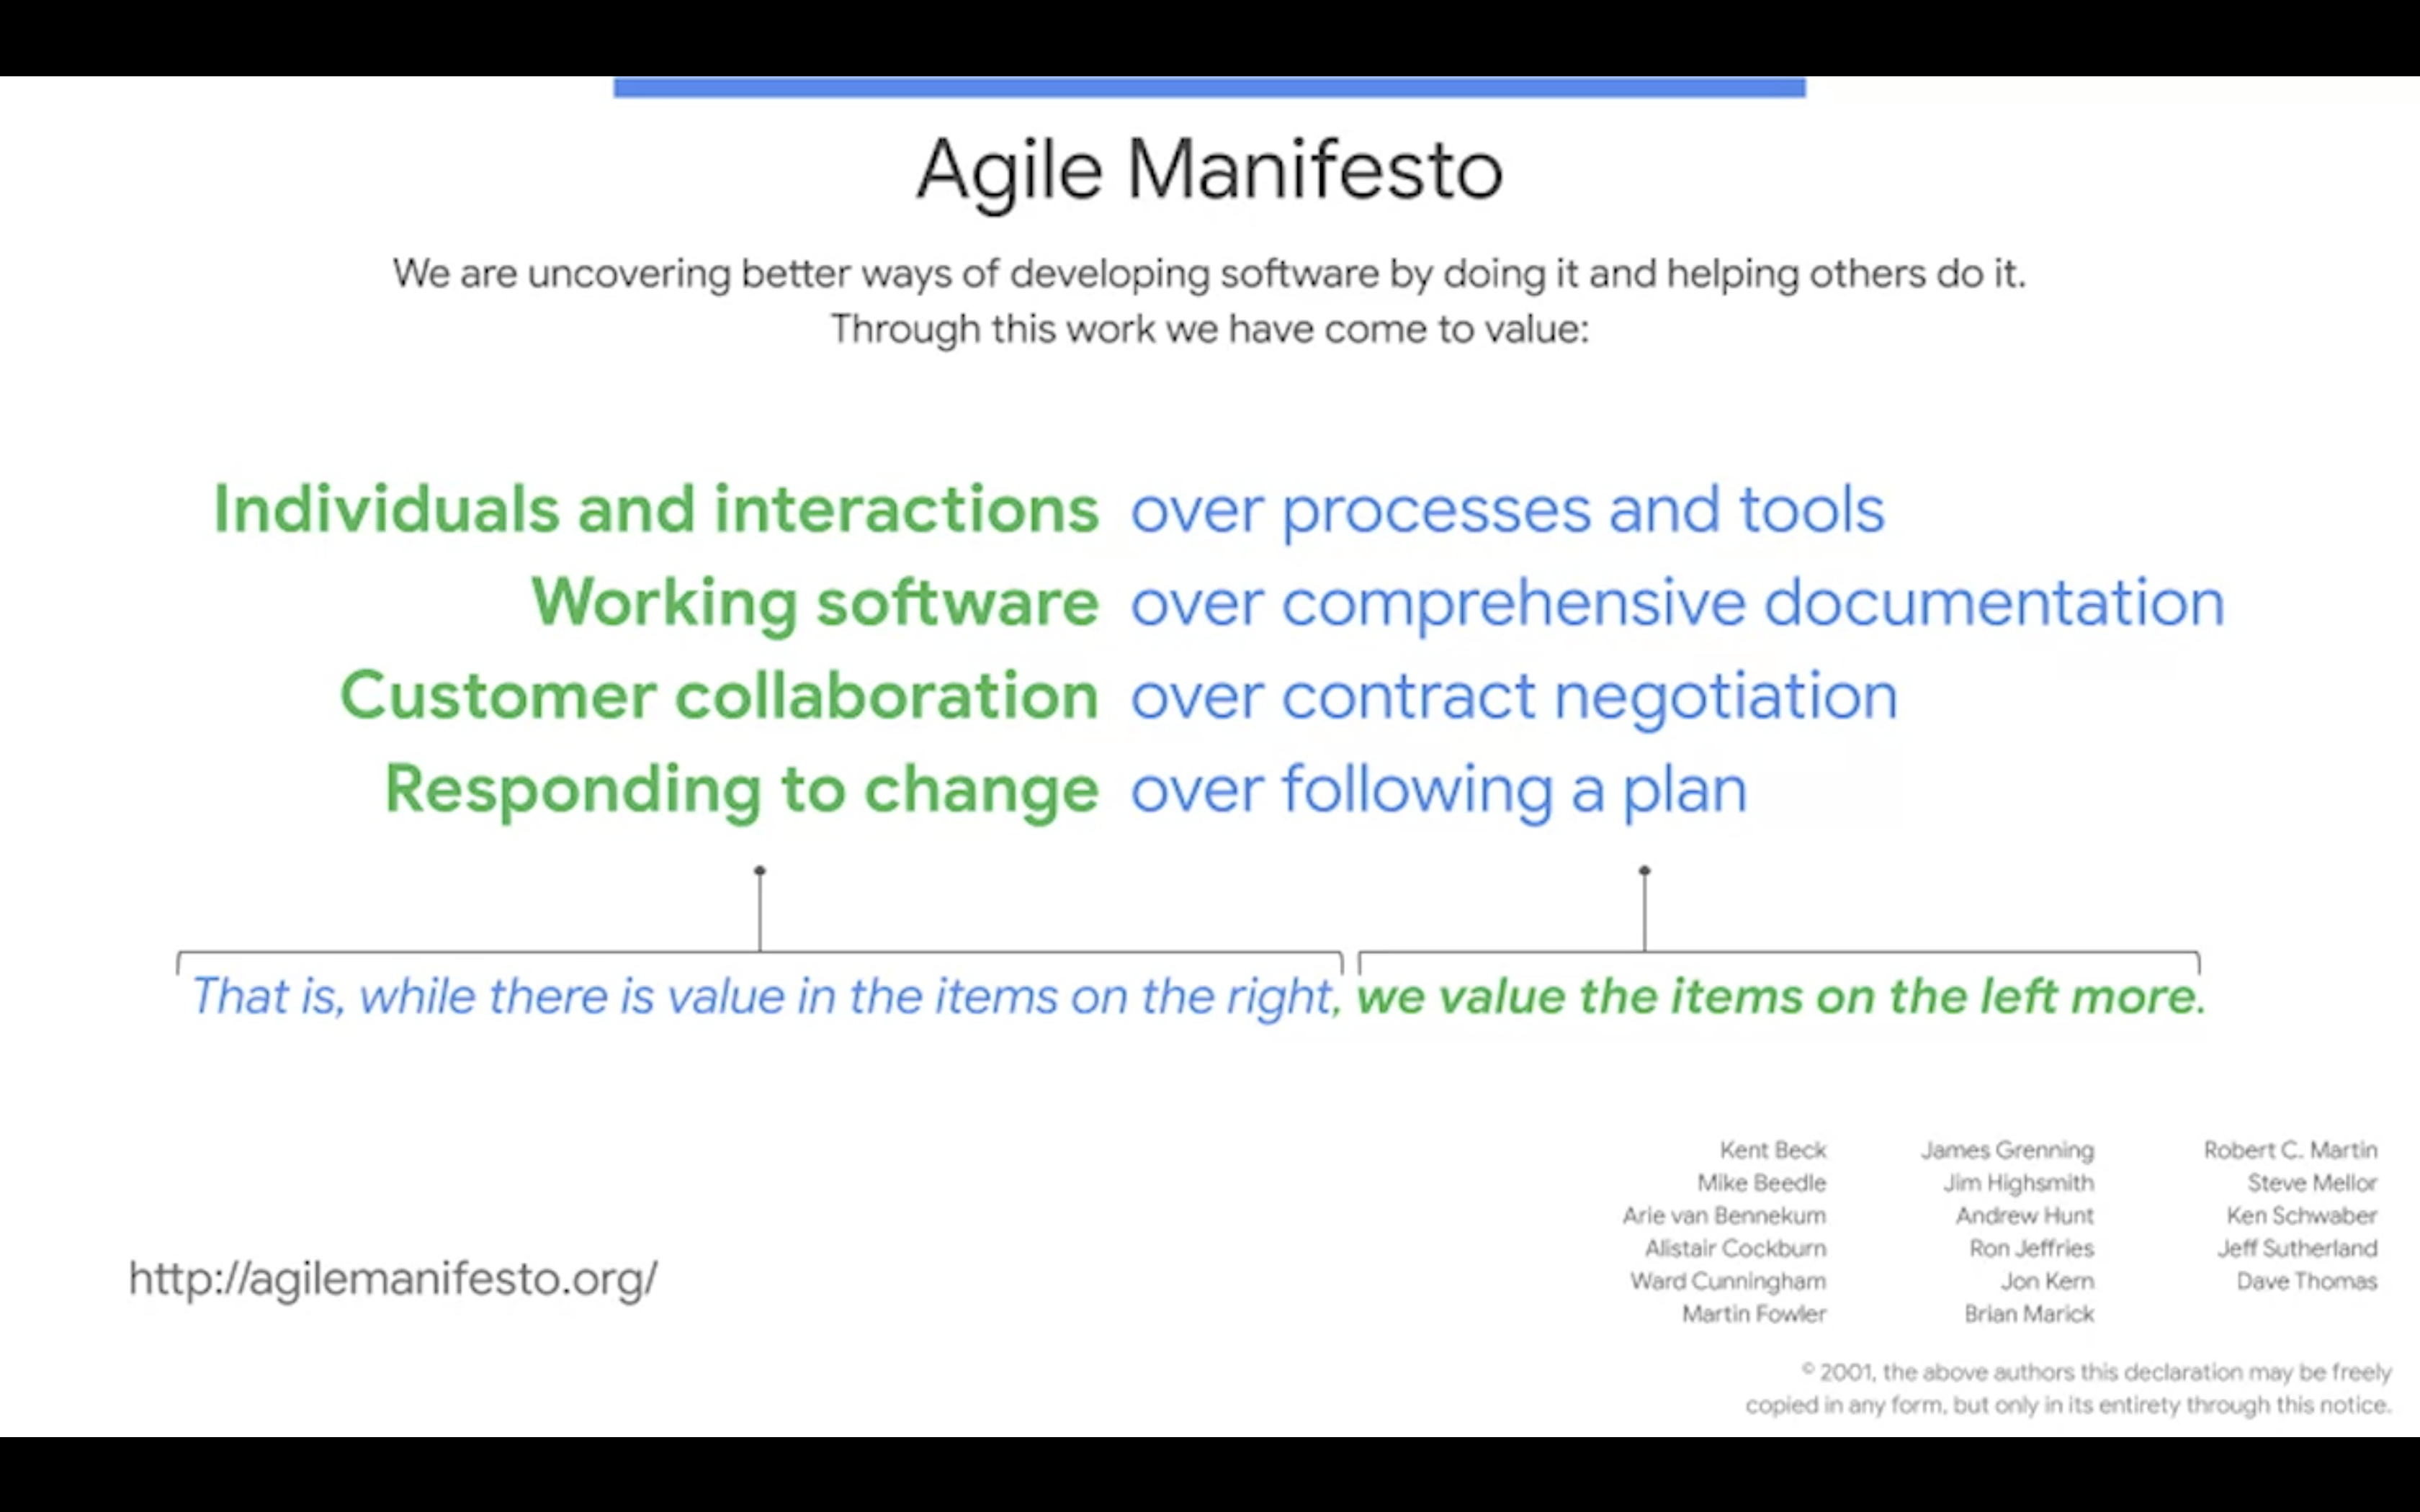 Agile Manifesto
We are uncovering better ways of developing software by doing it and helping others do it.
Through this work we have come to value:
Individuals and interactions over processes and tools
Working software over comprehensive documentation
Customer collaboration over contract negotiation
Responding to change over following a plan
That is, while there is value in the items on the right, we value the items on the left more.
http://agilemanifesto.org/
Kent Beck
Mike Beedle
Arie van Bennekum
Alistair Cockburn
Ward Cunningham
Martin Fowler
James Grenning
Jim Highsmith
Andrew Hunt
Ron Jeffries
Jon Kern
Brian Marick
Robert C. Martin
Steve Mellor
Ken Schwaber
Jeff Sutherland
Dave Thomas
© 2001, the above authors this declaration may be freely
copied in any form, but only in its entirety through this notice.